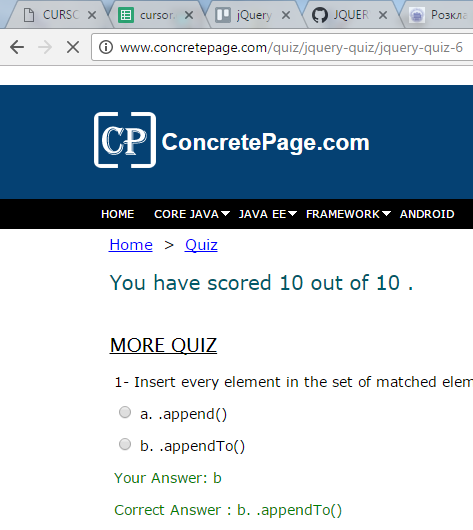 CURSO
cursor.
jQuery
JQUER
Розкла
www.concretepage.com/quiz/jquery-quiz/jquery-quiz-6
CP ConcretePage.com
HOME CORE JAVA JAVA EE FRAMEWORK ANDROID
Home > Quiz
You have scored 10 out of 10 .
MORE QUIZ
1- Insert every element in the set of matched elem
a. .append()
b. .appendTo()
Your Answer: b
Correct Answer : b. .appendTo()